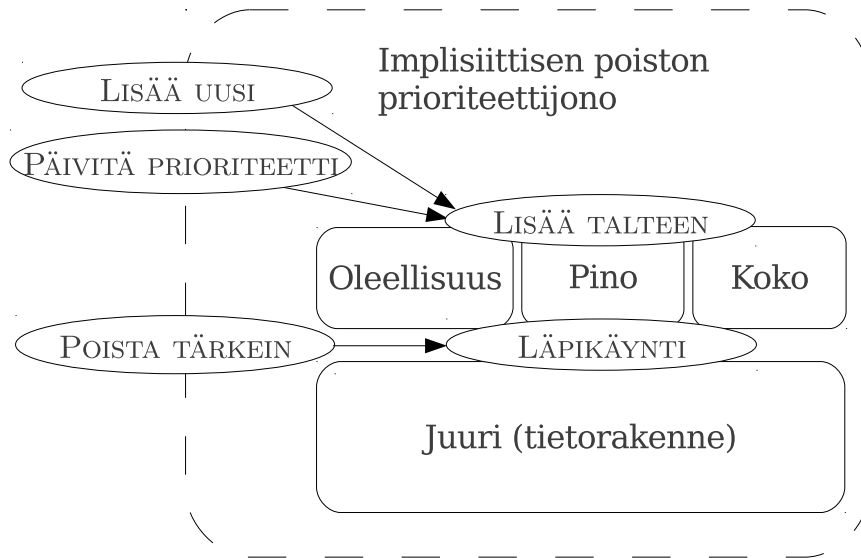 Implisiittisen poiston
prioriteettijono
Lisää uusi
Päivitä prioriteetti
Lisää talteen
Oleellisuus
Pino
Koko
Poista tärkein
Läpikäynti
Juuri (tietorakenne)